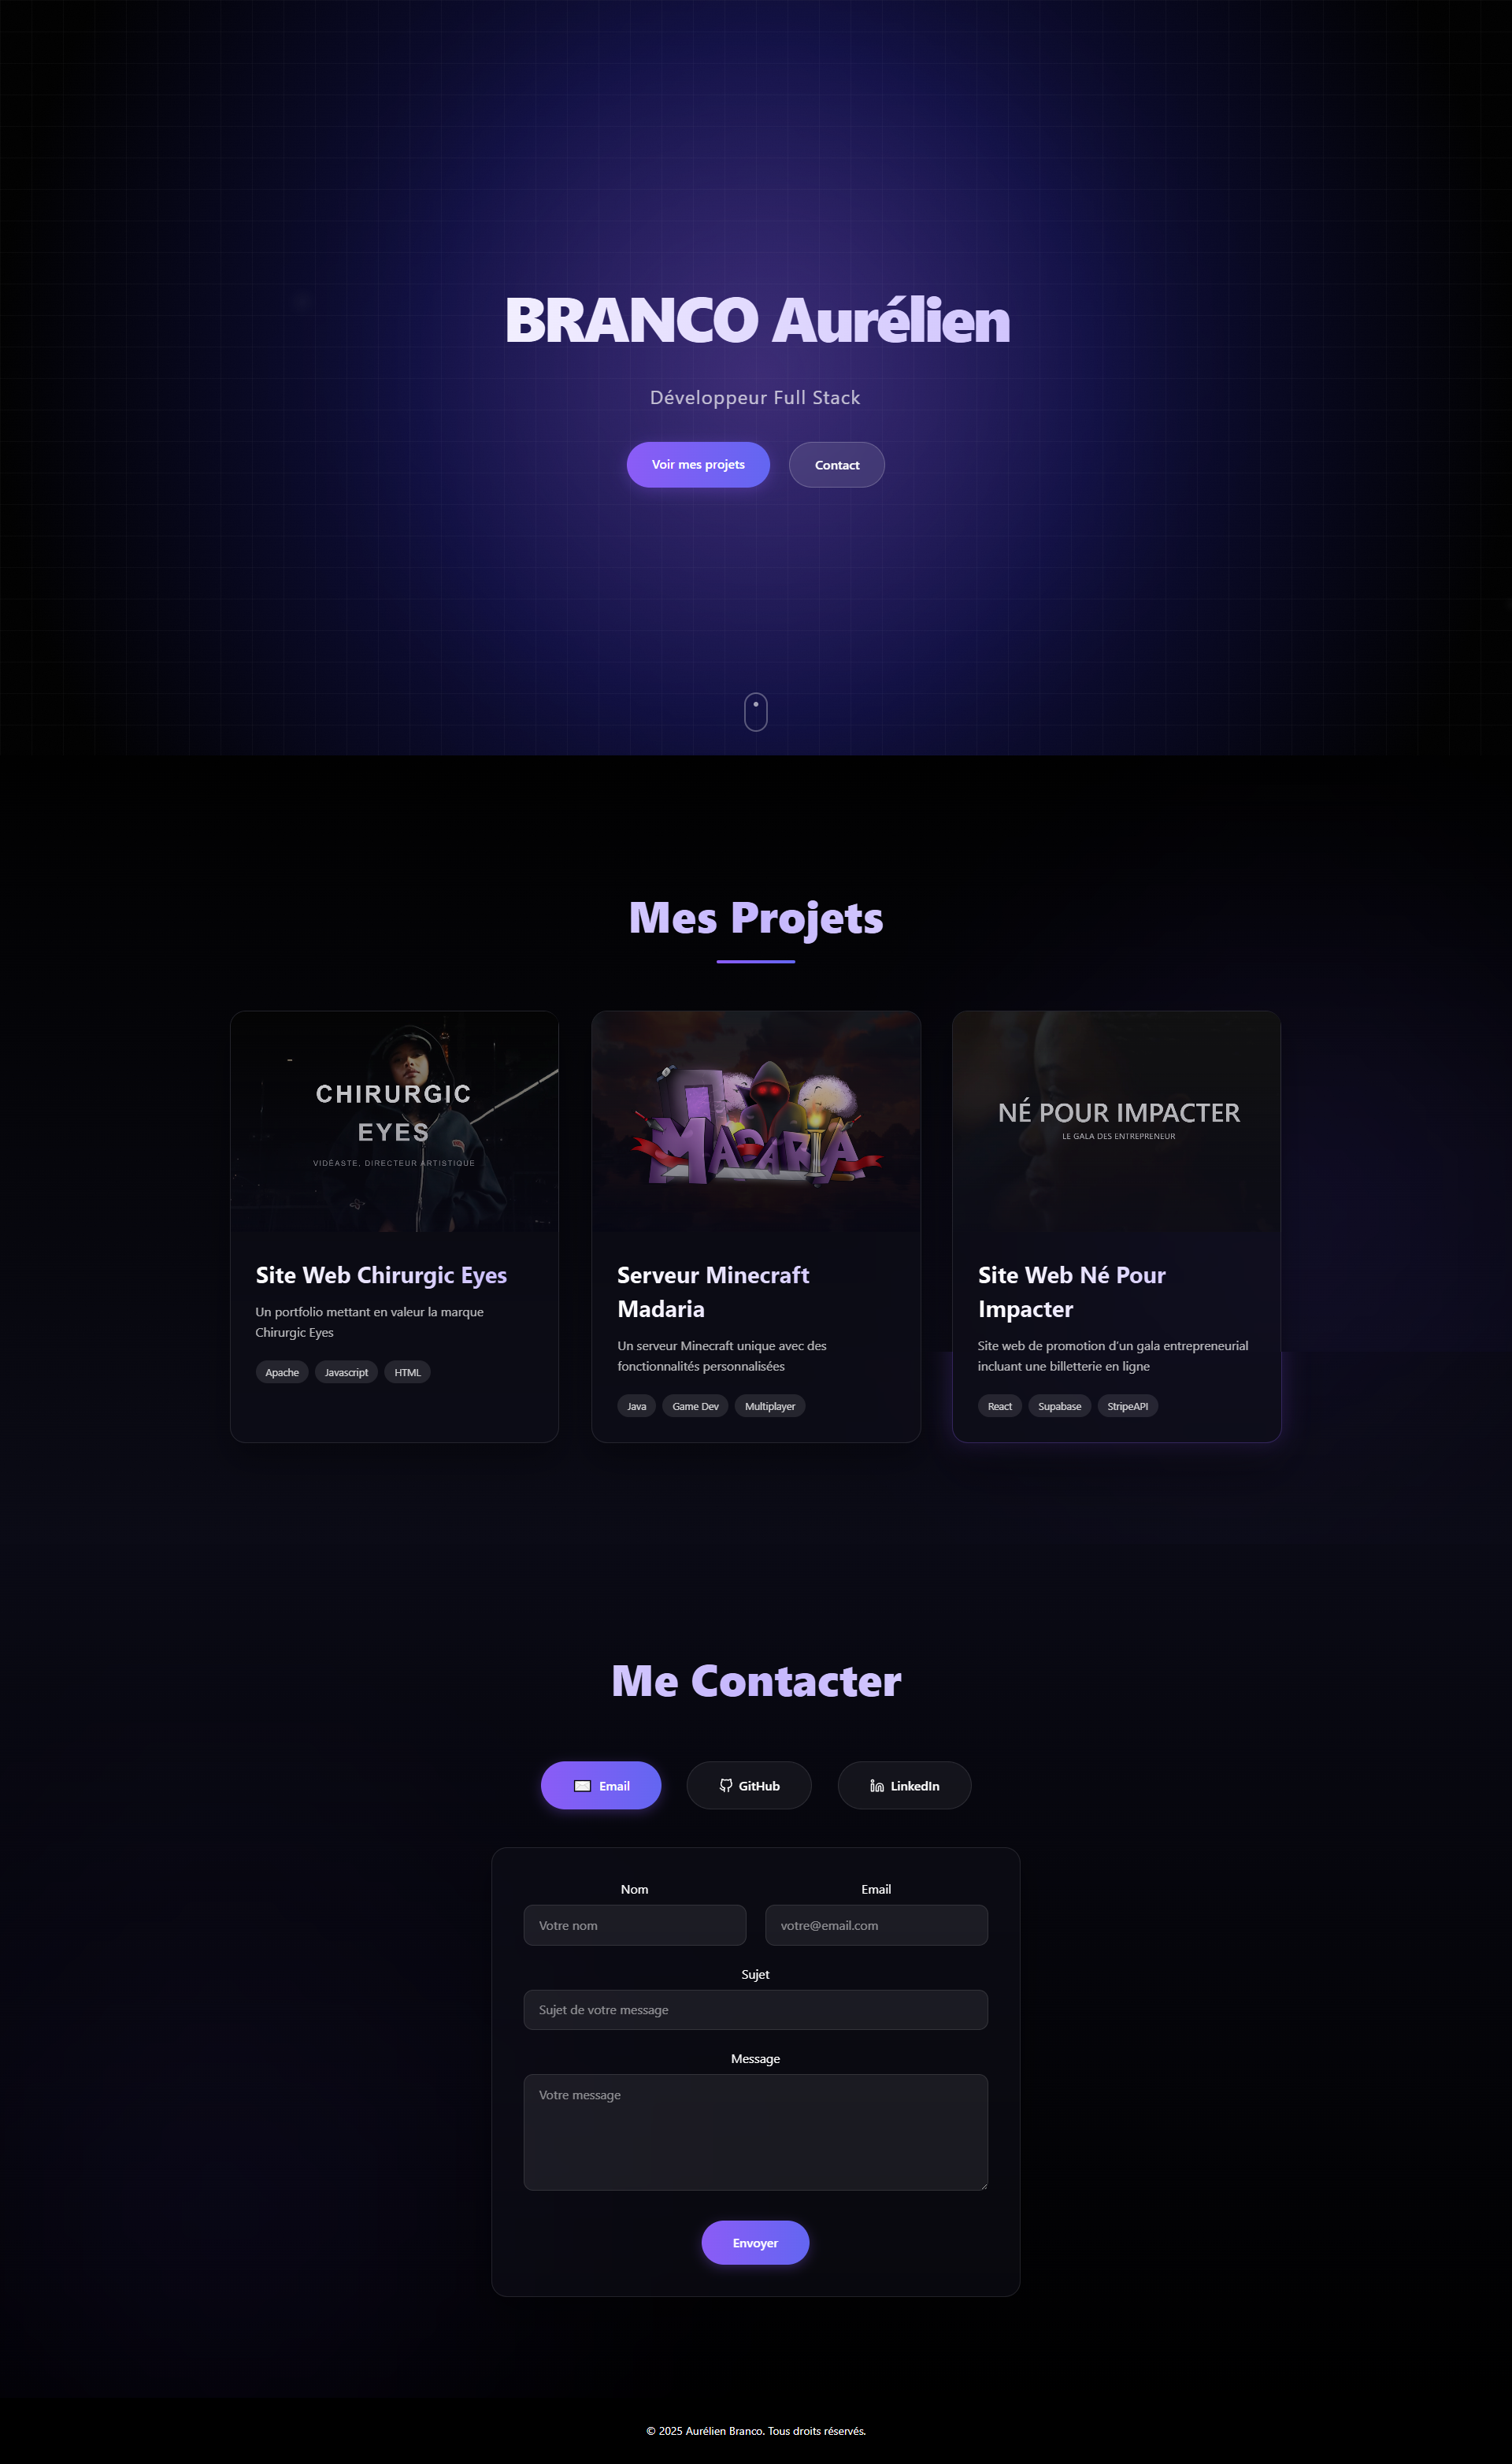 BRANCO Aurélien
Développeur Full Stack
Voir mes projets
Contact
Mes Projets
CHIRURGIC
EYES
VIDÉASTE, DIRECTEUR ARTISTIQUE
Site Web Chirurgic Eyes
Un portfolio mettant en valeur la marque
Chirurgic Eyes
Apache
Javascript
HTML
MADARIA
Serveur Minecraft
Madaria
Un serveur Minecraft unique avec des
fonctionalités personnalisées
Java
Game Dev
Multiplayer
NÉ POUR IMPACTER
LE GALA DES ENTREPRENEUR
Site Web Né Pour
Impacter
Site web de promotion d'un gala entrepreneurial
incluant une billetterie en ligne
React
Supabase
StripeAPI
Me Contacter
Email
GitHub
LinkedIn
Nom
Votre nom
Email
votre@email.com
Sujet
Sujet de votre message
Message
Votre message
Envoyer
© 2025 Aurélien Branco. Tous droits réservés.